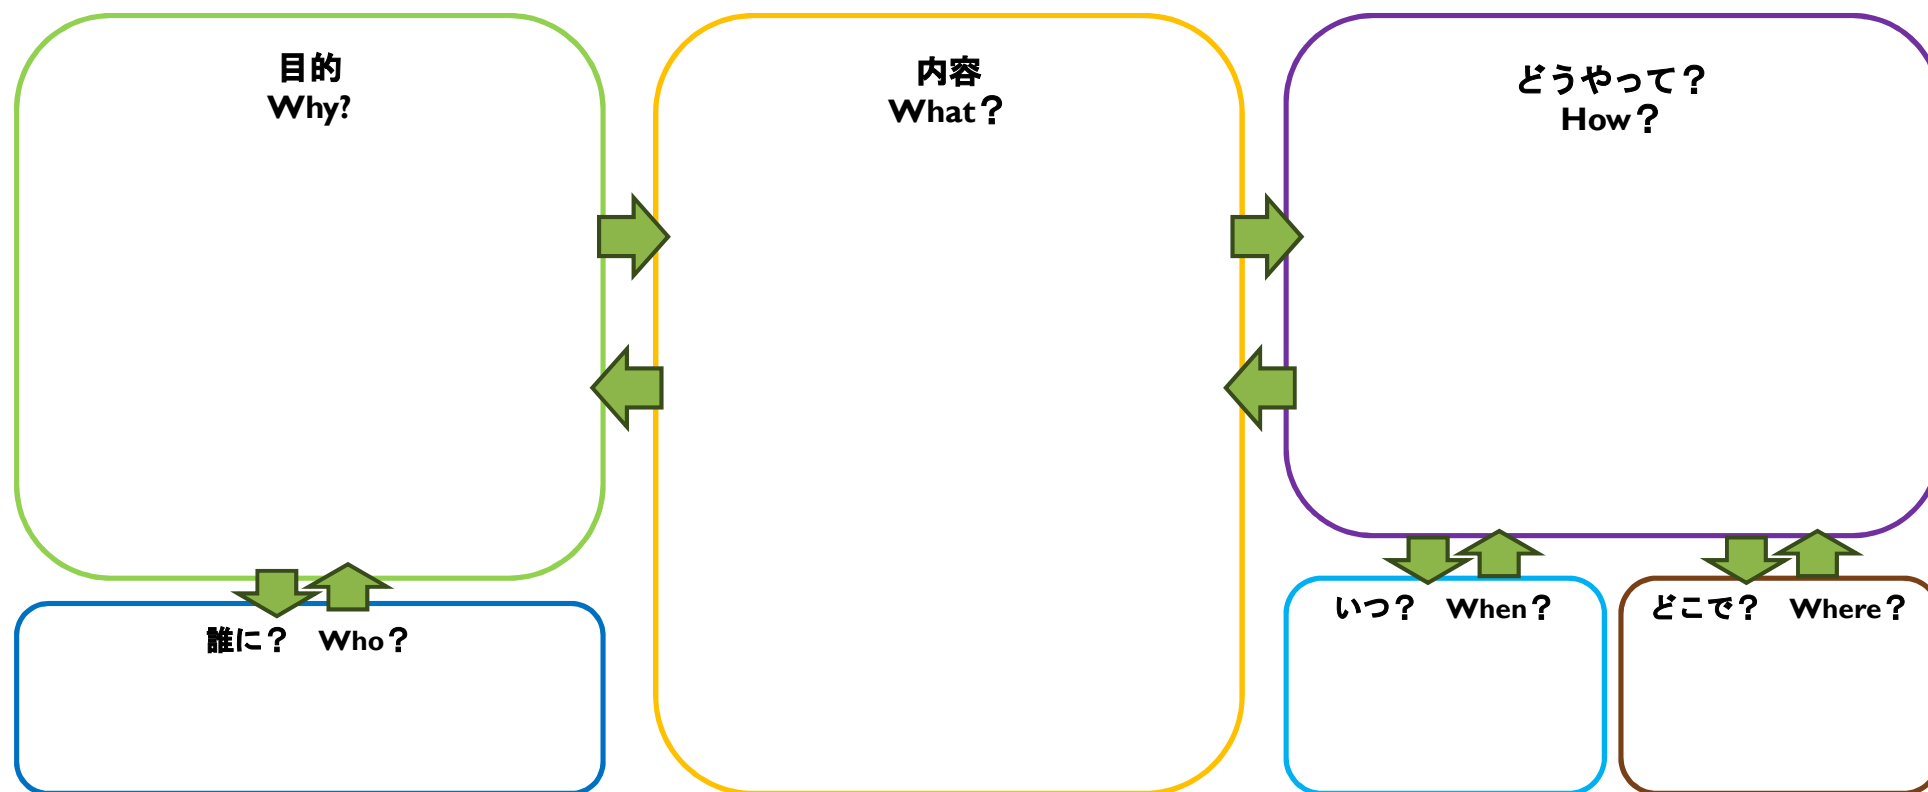 目的
Why?
内容
What？
どうやって？
How？
誰に？　Who？
いつ？　When？
どこで？　Where？